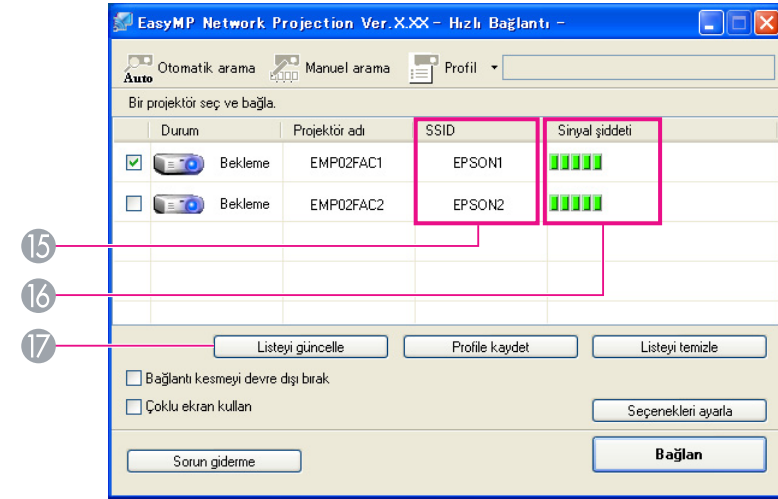 EasyMP Network Projection Ver.X.XX - Hızlı Bağlantı -
Auto Otomatik arama Manuel arama Profil
Bir projektör seç ve bağla.
Durum Projektör adı SSID Sinyal şiddeti
Bekleme EMP02FAC1 EPSON1
Bekleme EMP02FAC2 EPSON2
15
16
17
Listeyi güncelle Profile kaydet Listeyi temizle
Bağlantı kesmeyi devre dışı bırak
Çoklu ekran kullan
Seçenekleri ayarla
Sorun giderme Bağlan